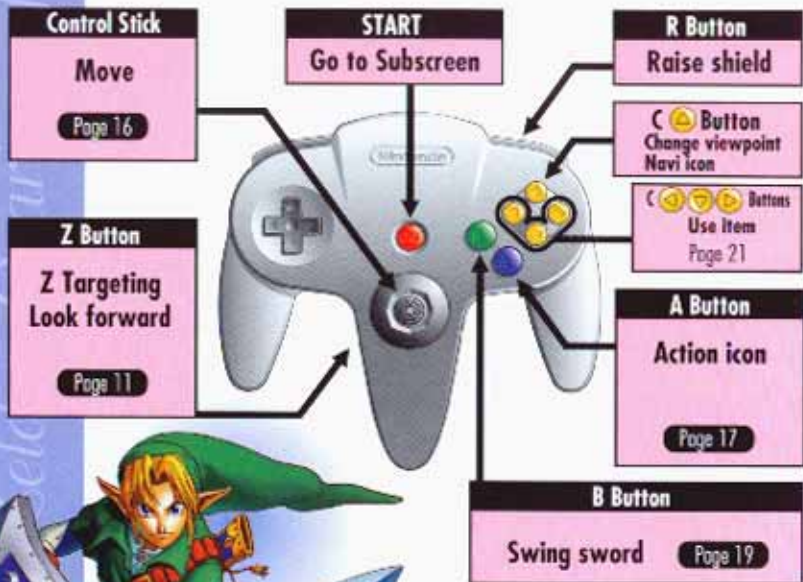 Control Stick
Move
Page 16
START
Go to Subscreen
R Button
Raise shield
C Button
Change viewpoint
Navi icon
C Buttons
Use item
Page 21
Z Button
Z Targeting
Look forward
Page 11
Nintendo
A Button
Action icon
Page 17
B Button
Swing sword
Page 19